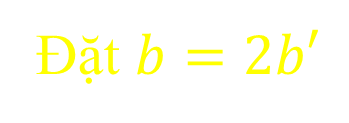 Đặt b = 2b′